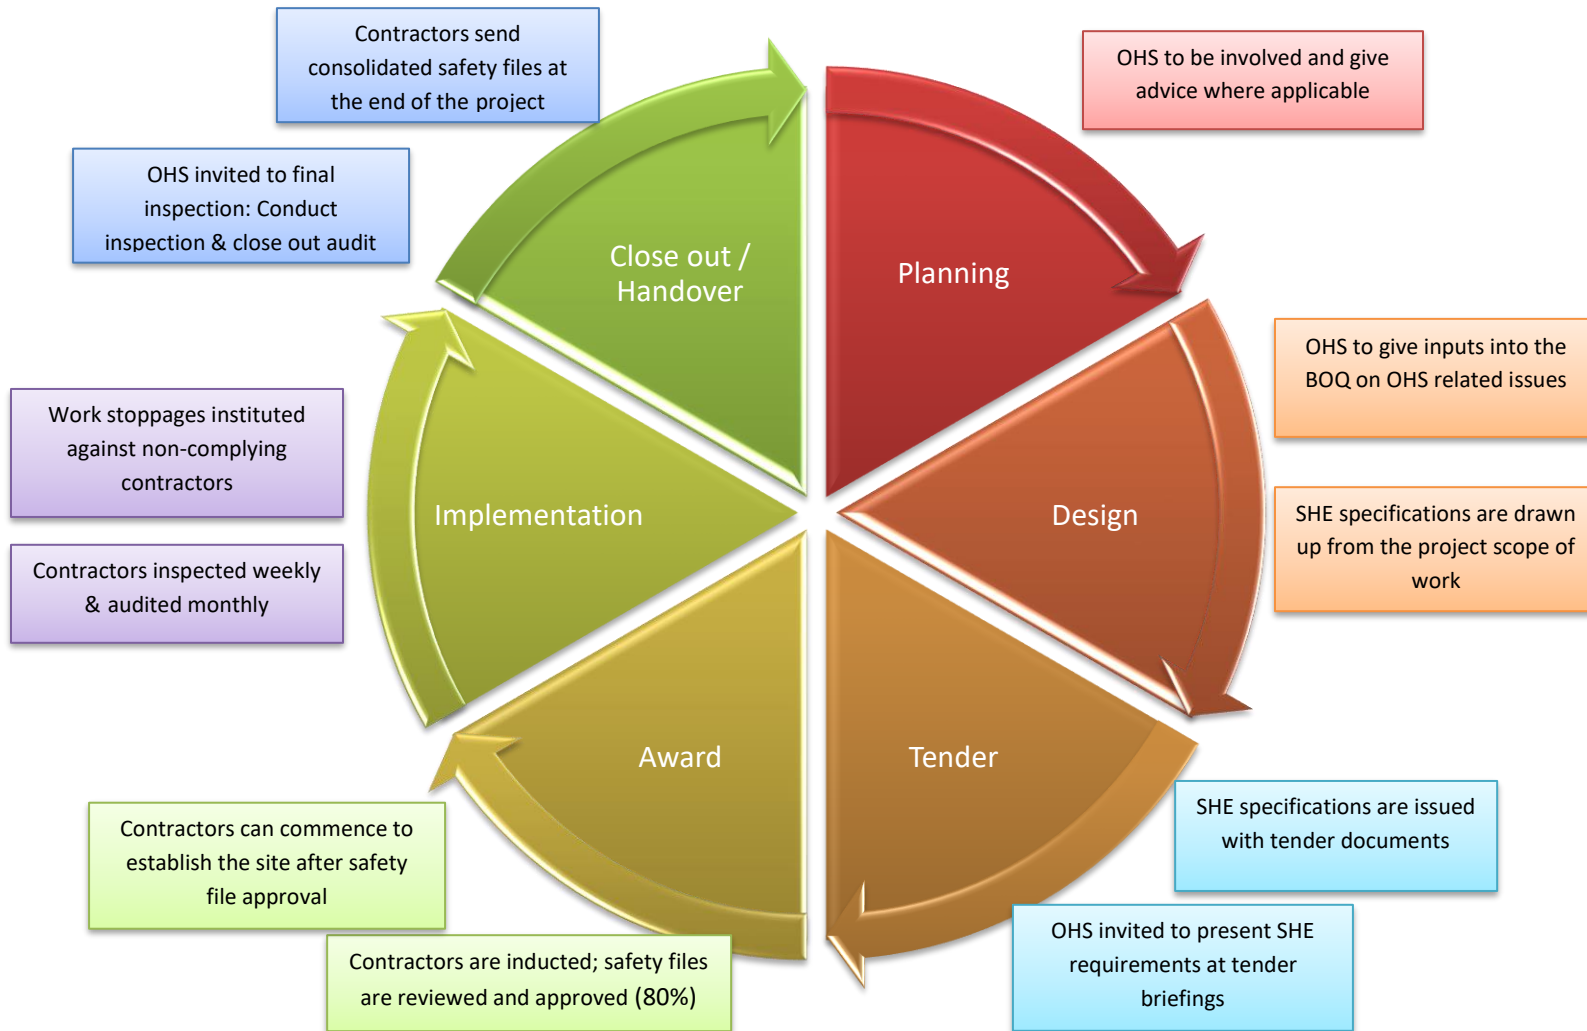 Contractors send
consolidated safety files at
the end of the project
OHS to be involved and give
advice where applicable
OHS invited to final
inspection: Conduct
inspection & close out audit
Close out /
Handover
Planning
OHS to give inputs into the
BOQ on OHS related issues
Work stoppages instituted
against non-complying
contractors
Implementation
Design
SHE specifications are drawn
up from the project scope of
work
Contractors inspected weekly
& audited monthly
Award
Tender
Contractors can commence to
establish the site after safety
file approval
SHE specifications are issued
with tender documents
Contractors are inducted; safety files
are reviewed and approved (80%)
OHS invited to present SHE
requirements at tender
briefings